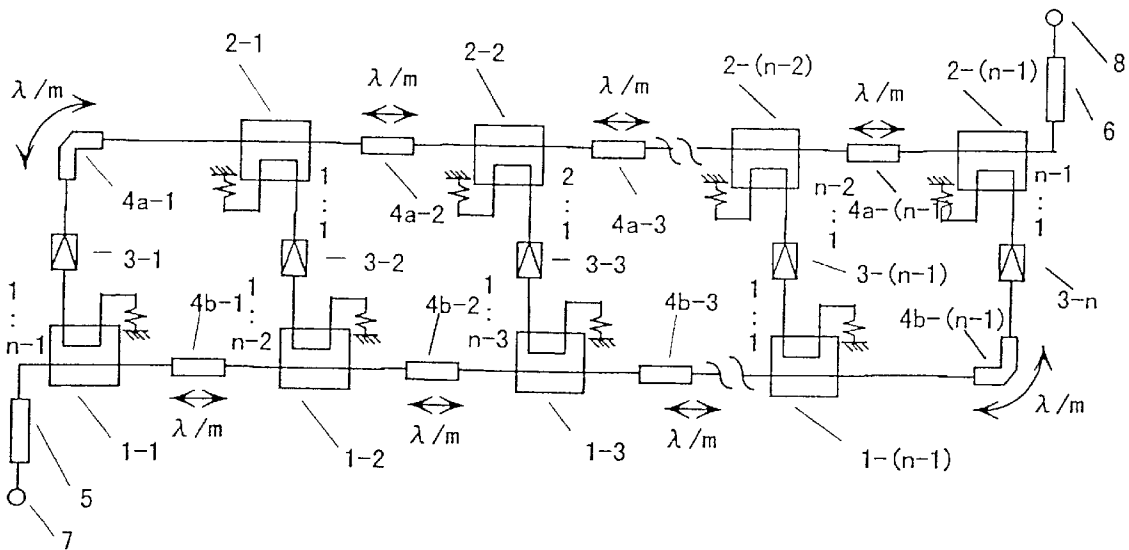 2-1
2-2
2-(n-2)
2-(n-1)
8
6
λ/m
λ/m
λ/m
λ/m
4a-1
4a-2
4a-3
4a-(n-1)
1
:
1
2
:
1
n-2
:
1
n-1
:
1
3-1
3-2
3-3
3-(n-1)
3-n
1
:
n-1
4b-1
1
:
n-2
4b-2
1
:
n-3
4b-3
1
:
1
4b-(n-1)
λ/m
λ/m
λ/m
λ/m
1-1
1-2
1-3
1-(n-1)
5
7